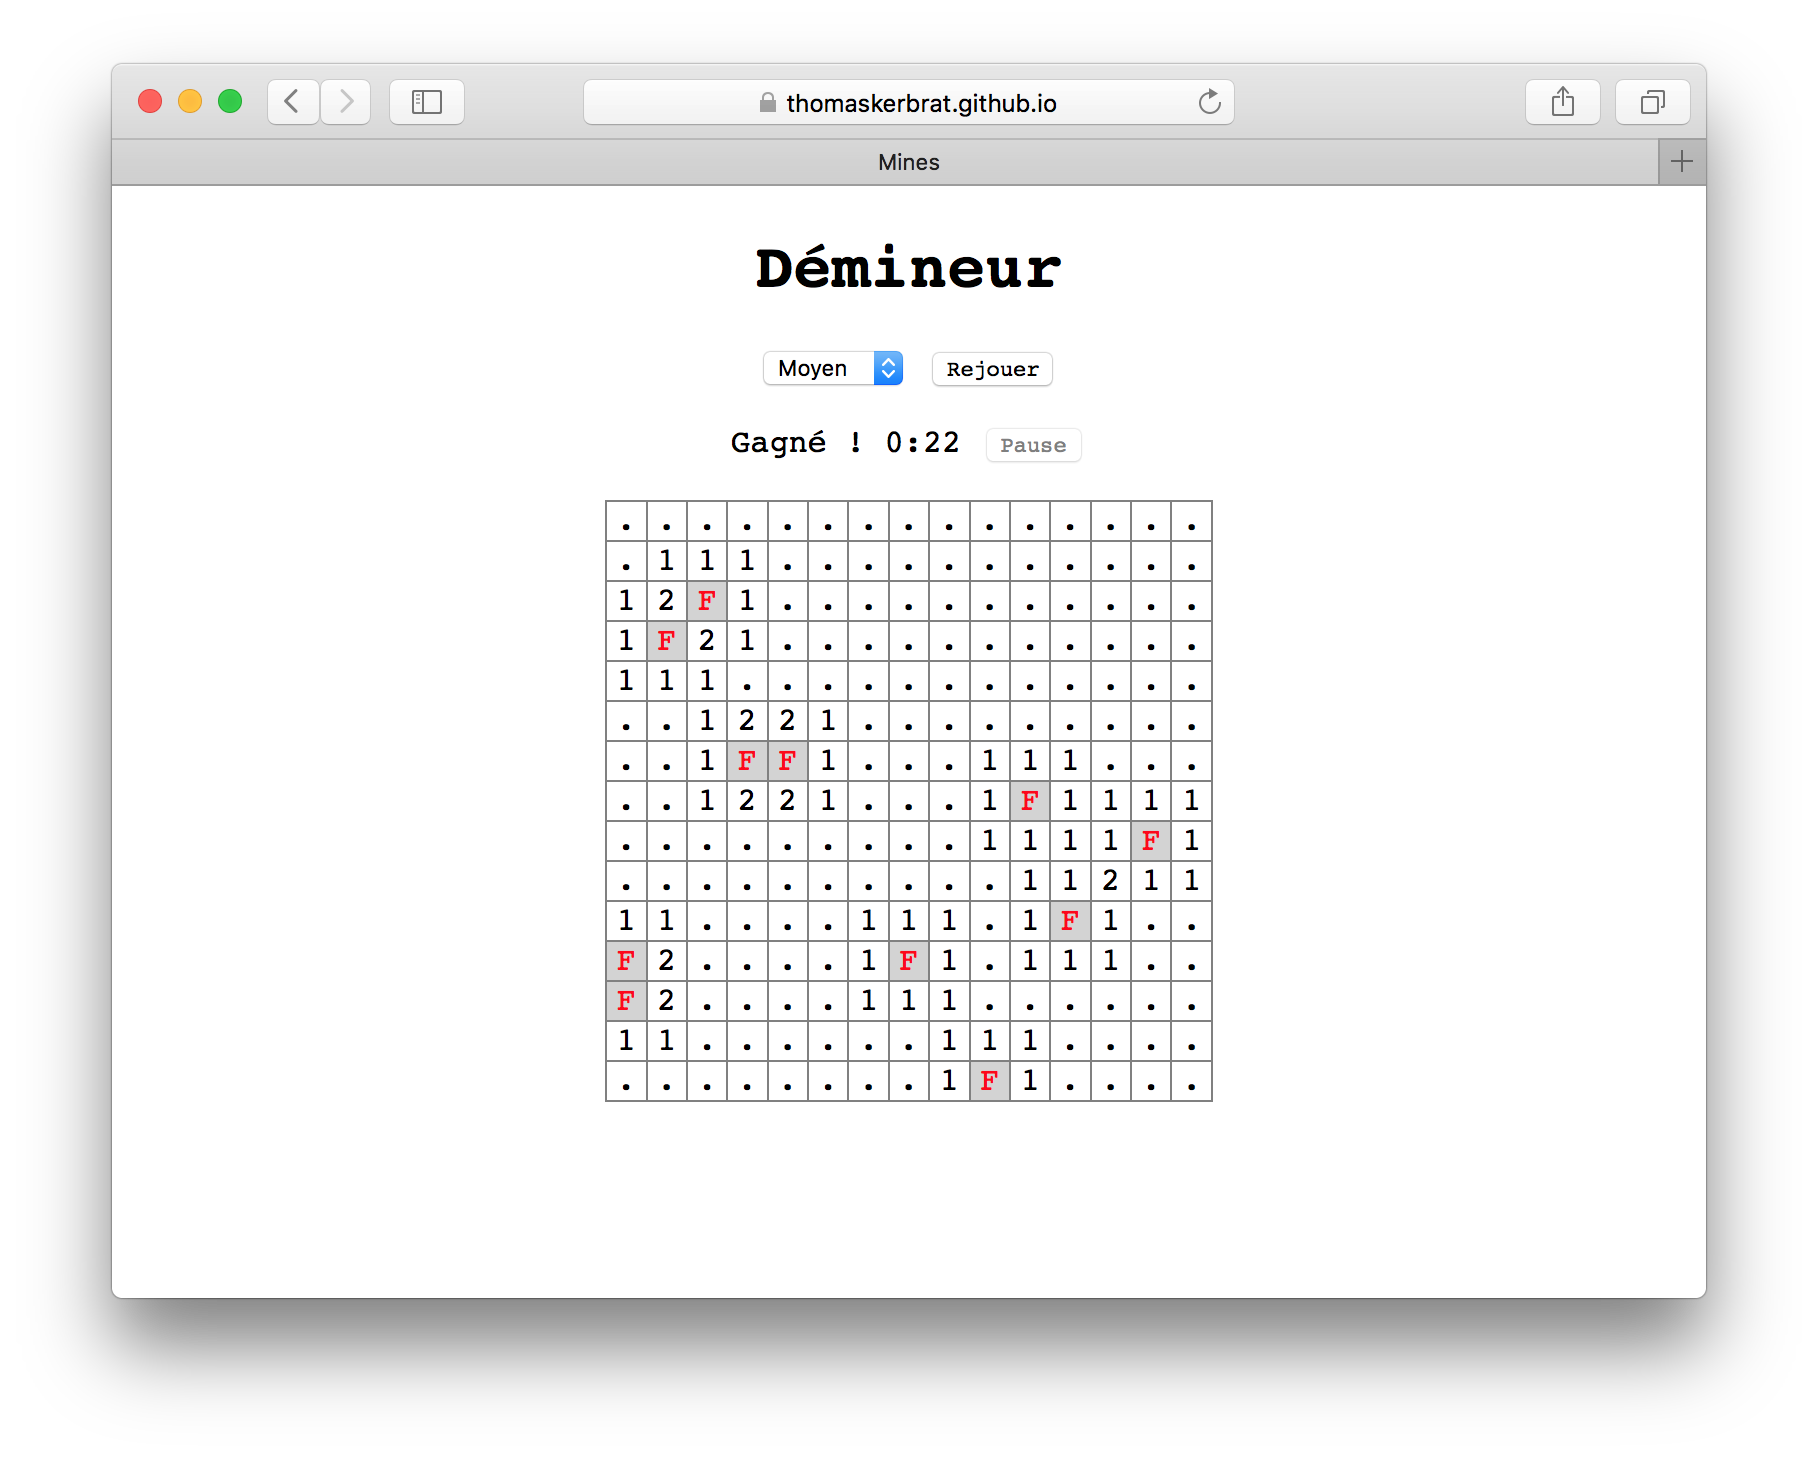 thomaskerbrat.github.io
Mines
Démineur
Moyen Rejouer
Gagné ! 0:22 Pause
. . . . . . . . . . . . . . .
. 1 1 1 . . . . . . . . . . .
1 2 F 1 . . . . . . . . . . .
1 F 2 1 . . . . . . . . . . .
1 1 1 . . . . . . . . . . . .
. . 1 2 2 1 . . . . . . . . .
. . 1 F F 1 . . . 1 1 1 . . .
. . 1 2 2 1 . . . 1 F 1 1 1 1
. . . . . . . . . 1 1 1 1 F 1
. . . . . . . . . . 1 1 2 1 1
1 1 . . . . 1 1 1 . 1 F 1 . .
F 2 . . . . 1 F 1 . 1 1 1 . .
F 2 . . . . 1 1 1 . . . . . .
1 1 . . . . . . 1 1 1 . . . .
. . . . . . . . 1 F 1 . . . .